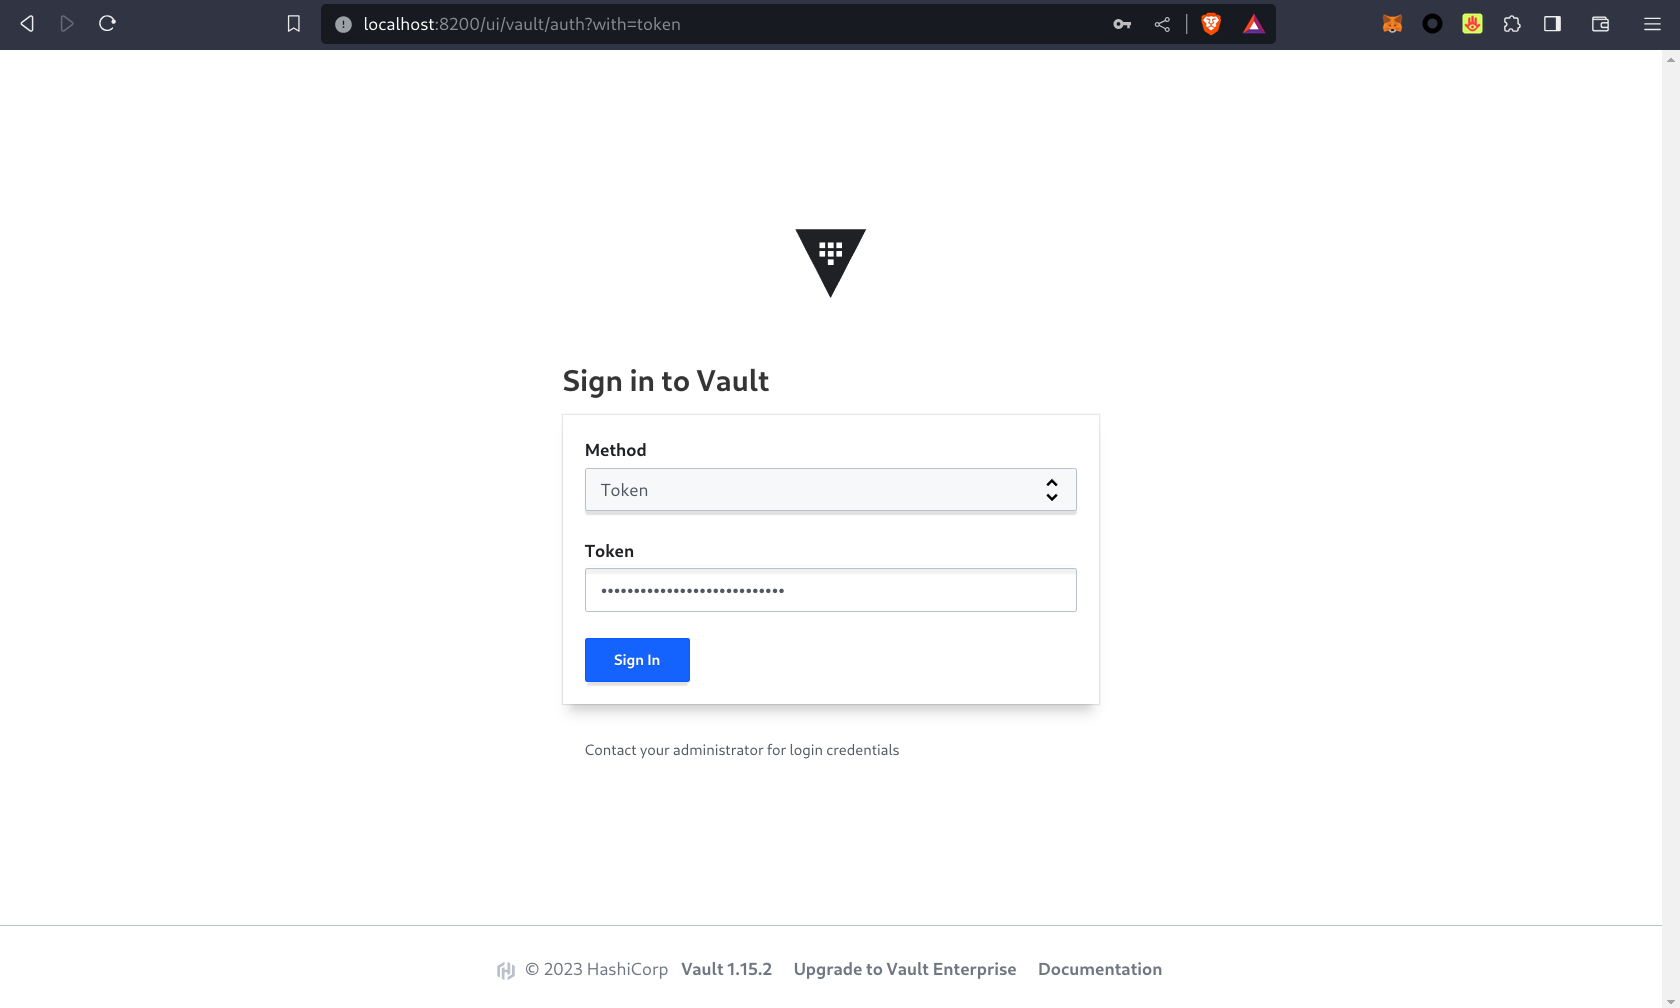 localhost:8200/ui/vault/auth?with=token
Sign in to Vault
Method
Token
Token
••••••••••••••••••••••••••••
Sign In
Contact your administrator for login credentials
© 2023 HashiCorp Vault 1.15.2 Upgrade to Vault Enterprise Documentation